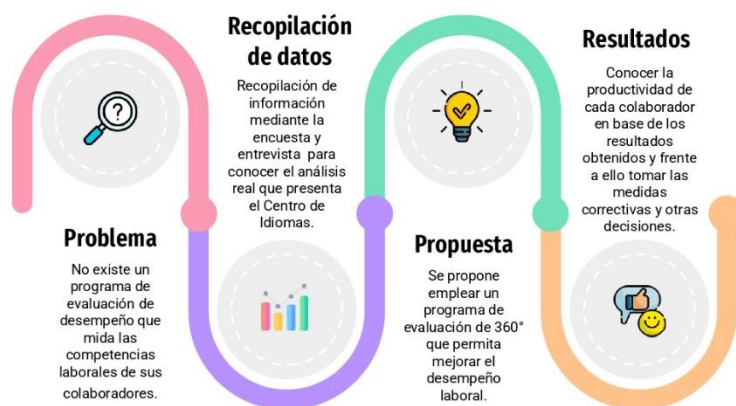 Problema
No existe un
programa de
evaluación de
desempeño que
mida las
competencias
laborales de sus
colaboradores.
Recopilación
de datos
Recopilación de
información
mediante la
encuesta y
entrevista para
conocer el análisis
real que presenta
el Centro de
Idiomas.
Propuesta
Se propone
emplear un
programa de
evaluación de 360°
que permita
mejorar el
desempeño
laboral.
Resultados
Conocer la
productividad de
cada colaborador
en base de los
resultados
obtenidos y frente
a ello tomar las
medidas
correctivas y otras
decisiones.